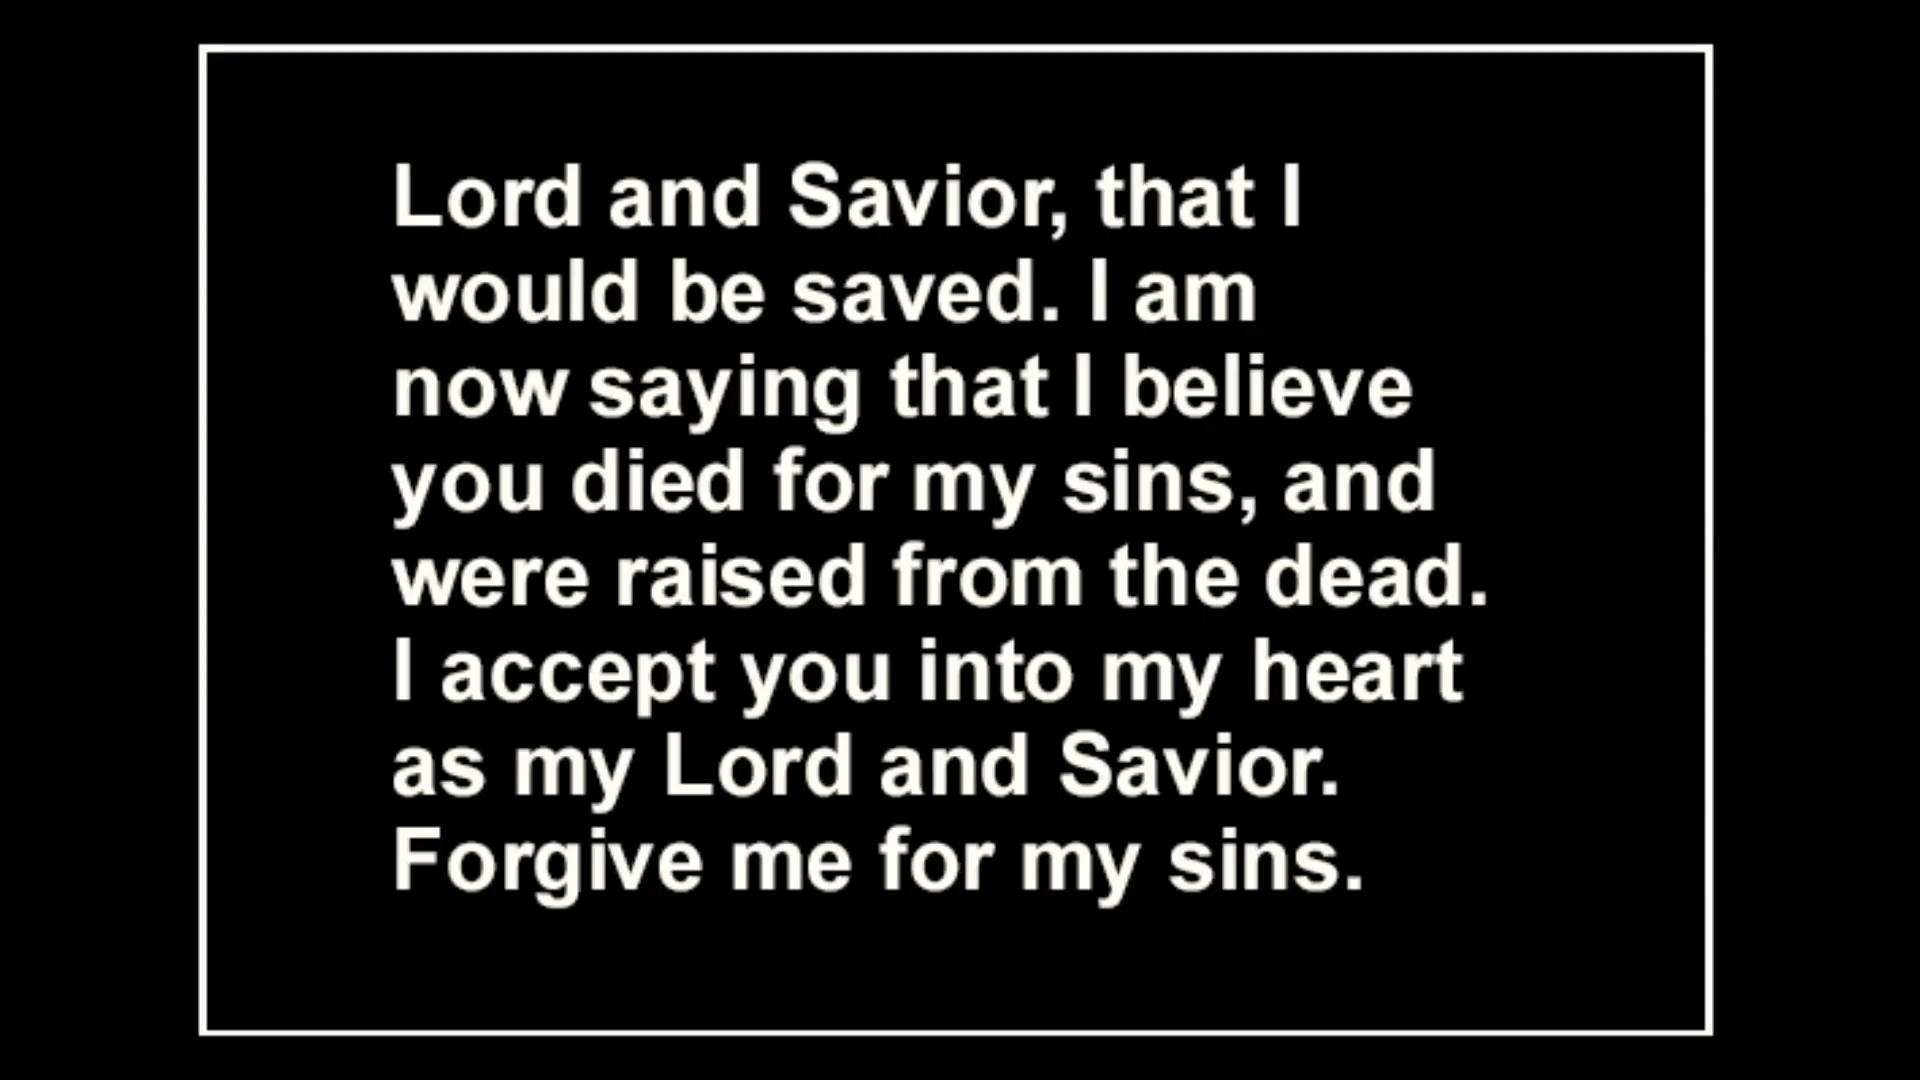 Lord and Savior, that I
would be saved. I am
now saying that I believe
you died for my sins, and
were raised from the dead.
I accept you into my heart
as my Lord and Savior.
Forgive me for my sins.